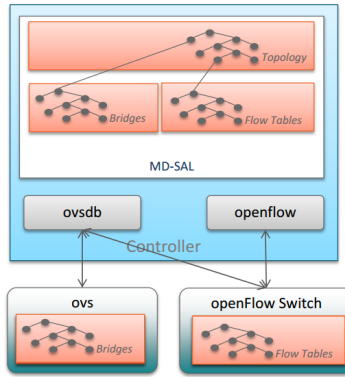 Topology
Bridges
Flow Tables
MD-SAL
ovsdb
openflow
Controller
ovs
openFlow Switch
Bridges
Flow Tables